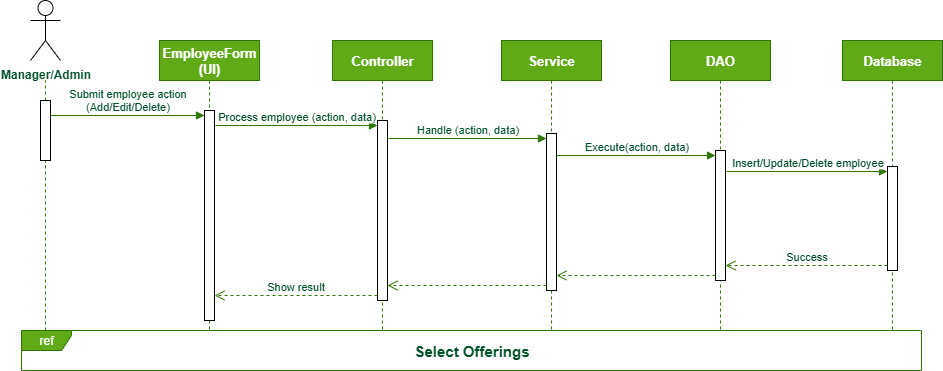 Manager/Admin
EmployeeForm
(UI)
Controller
Service
DAO
Database
Submit employee action
(Add/Edit/Delete)
Process employee (action, data)
Handle (action, data)
Execute(action, data)
Insert/Update/Delete employee
Success
Show result
ref
Select Offerings